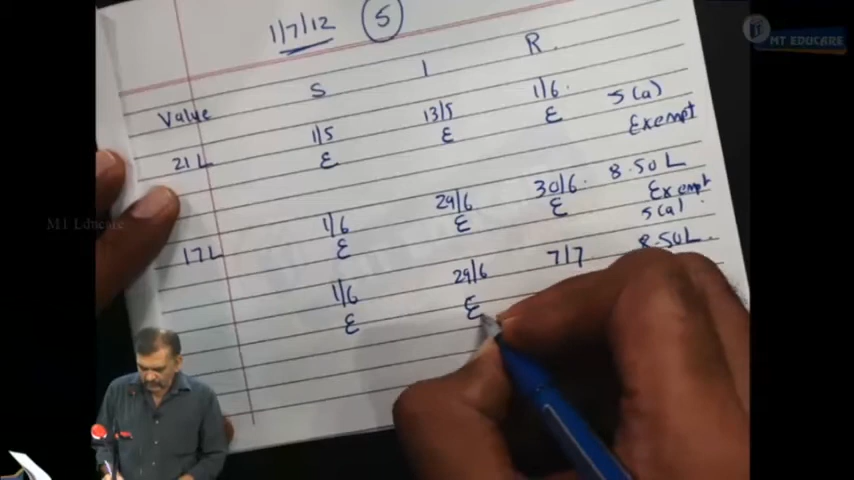 1/7/12 5
MT EDUCARE
Value S I R
21 L 1/5 13/5 1/6. 5(a)
Ɛ Ɛ Ɛ Exempt
MT Educare
17 L 1/6 29/6 30/6. 8.50 L
Ɛ Ɛ Ɛ Exempt
5(a).
1/6 29/6 7/7 8.50L.
Ɛ Ɛ